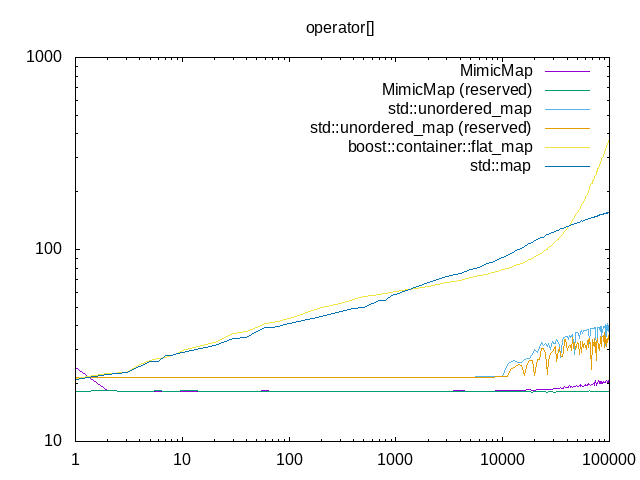 operator[]
1000
MimicMap
MimicMap (reserved)
std::unordered_map
std::unordered_map (reserved)
boost::container::flat_map
std::map
100
10
1 10 100 1000 10000 100000